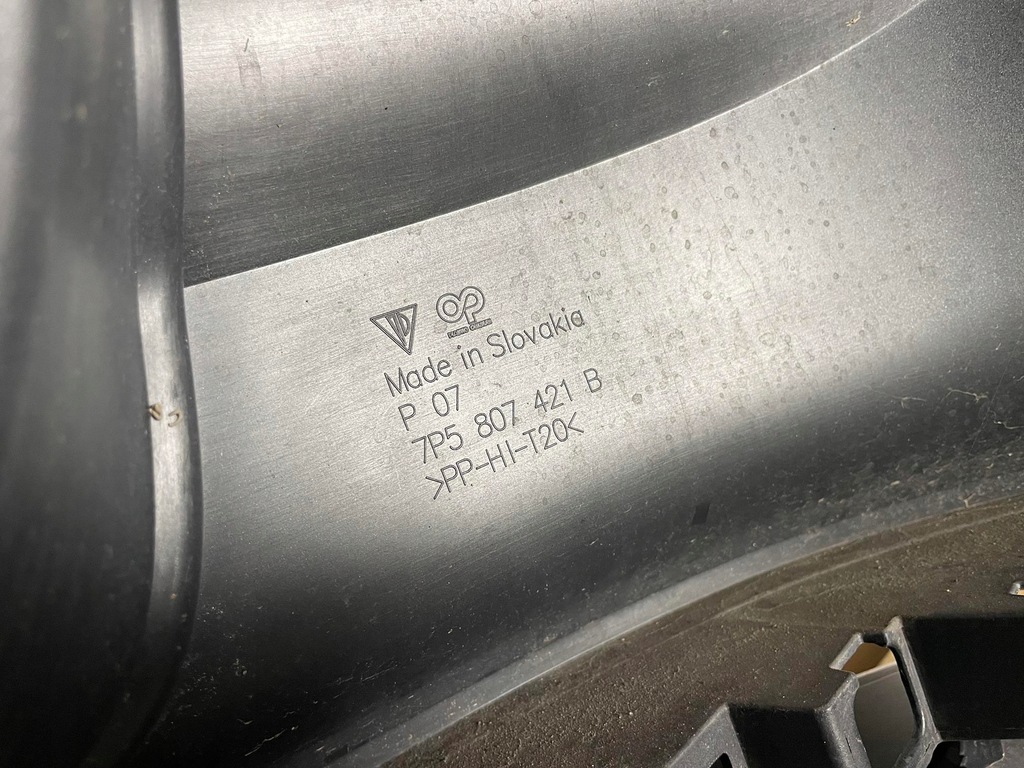 Made in Slovakia
P 07
7P5 807 421 B
>PP-HI-T20<